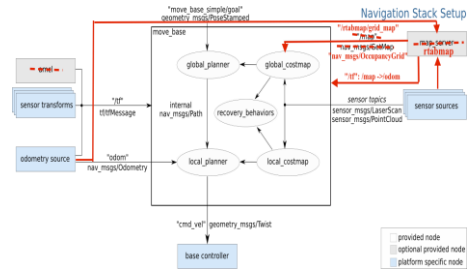 Navigation Stack Setup
"move_base_simple/goal"
geometry_msgs/PoseStamped
"/rtabmap/grid_map"
"/map"
nav_msgs/GetMap
"nav_msgs/OccupancyGrid"
move_base
map_server
rtabmap
global_planner
global_costmap
amcl
"/tf": /map ->/odom
sensor transforms
"/tf"
tf/tfMessage
internal
nav_msgs/Path
recovery_behaviors
sensor topics
sensor_msgs/LaserScan
sensor_msgs/PointCloud
sensor sources
odometry source
"odom"
nav_msgs/Odometry
local_planner
local_costmap
"cmd_vel" geometry_msgs/Twist
base controller
provided node
optional provided node
platform specific node